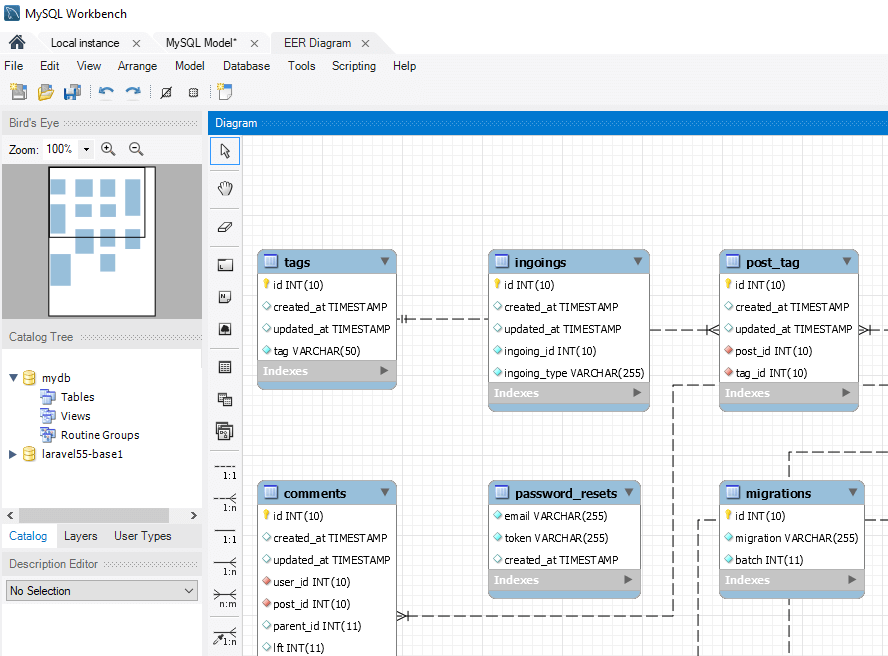 MySQL Workbench
Local instance
MySQL Model*
EER Diagram
File Edit View Arrange Model Database Tools Scripting Help
Bird's Eye
Zoom: 100%
Catalog Tree
mydb
Tables
Views
Routine Groups
laravel55-base1
Catalog Layers User Types
Description Editor
No Selection
Diagram
1:1
1:n
1:1
1:n
n:m
1:n
tags
id INT(10)
created_at TIMESTAMP
updated_at TIMESTAMP
tag VARCHAR(50)
Indexes
ingoings
id INT(10)
created_at TIMESTAMP
updated_at TIMESTAMP
ingoing_id INT(10)
ingoing_type VARCHAR(255)
Indexes
post_tag
id INT(10)
created_at TIMESTAMP
updated_at TIMESTAMP
post_id INT(10)
tag_id INT(10)
Indexes
comments
id INT(10)
created_at TIMESTAMP
updated_at TIMESTAMP
user_id INT(10)
post_id INT(10)
parent_id INT(11)
lft INT(11)
password_resets
email VARCHAR(255)
token VARCHAR(255)
created_at TIMESTAMP
Indexes
migrations
id INT(10)
migration VARCHAR(255)
batch INT(11)
Indexes